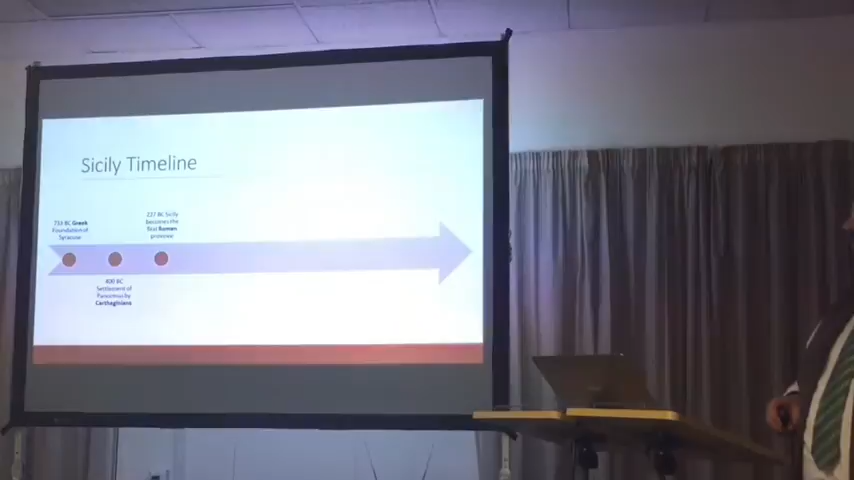 Sicily Timeline
733 BC Greek
Foundation of
Syracuse
227 BC Sicily
becomes the
first Roman
province
400 BC
Settlement of
Panormus by
Carthaginians